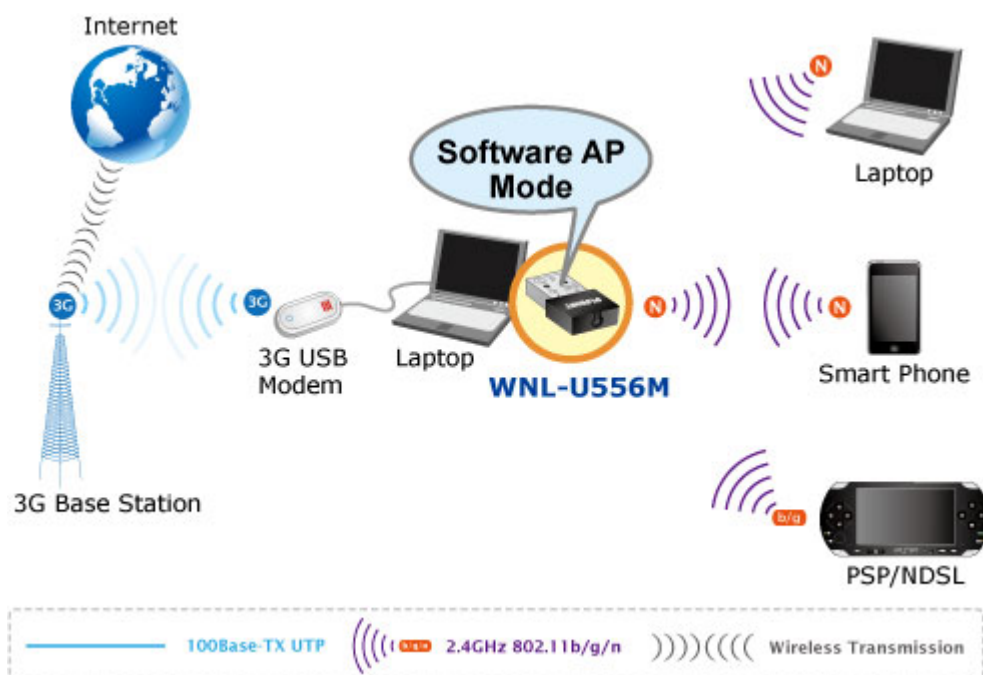 Internet
Software AP
Mode
N
Laptop
3G
3G
3G USB
Modem
Laptop
N
N
WNL-U556M
Smart Phone
3G Base Station
b/g
PSP/NDSL
100Base-TX UTP
b/g/n
2.4GHz 802.11b/g/n
Wireless Transmission